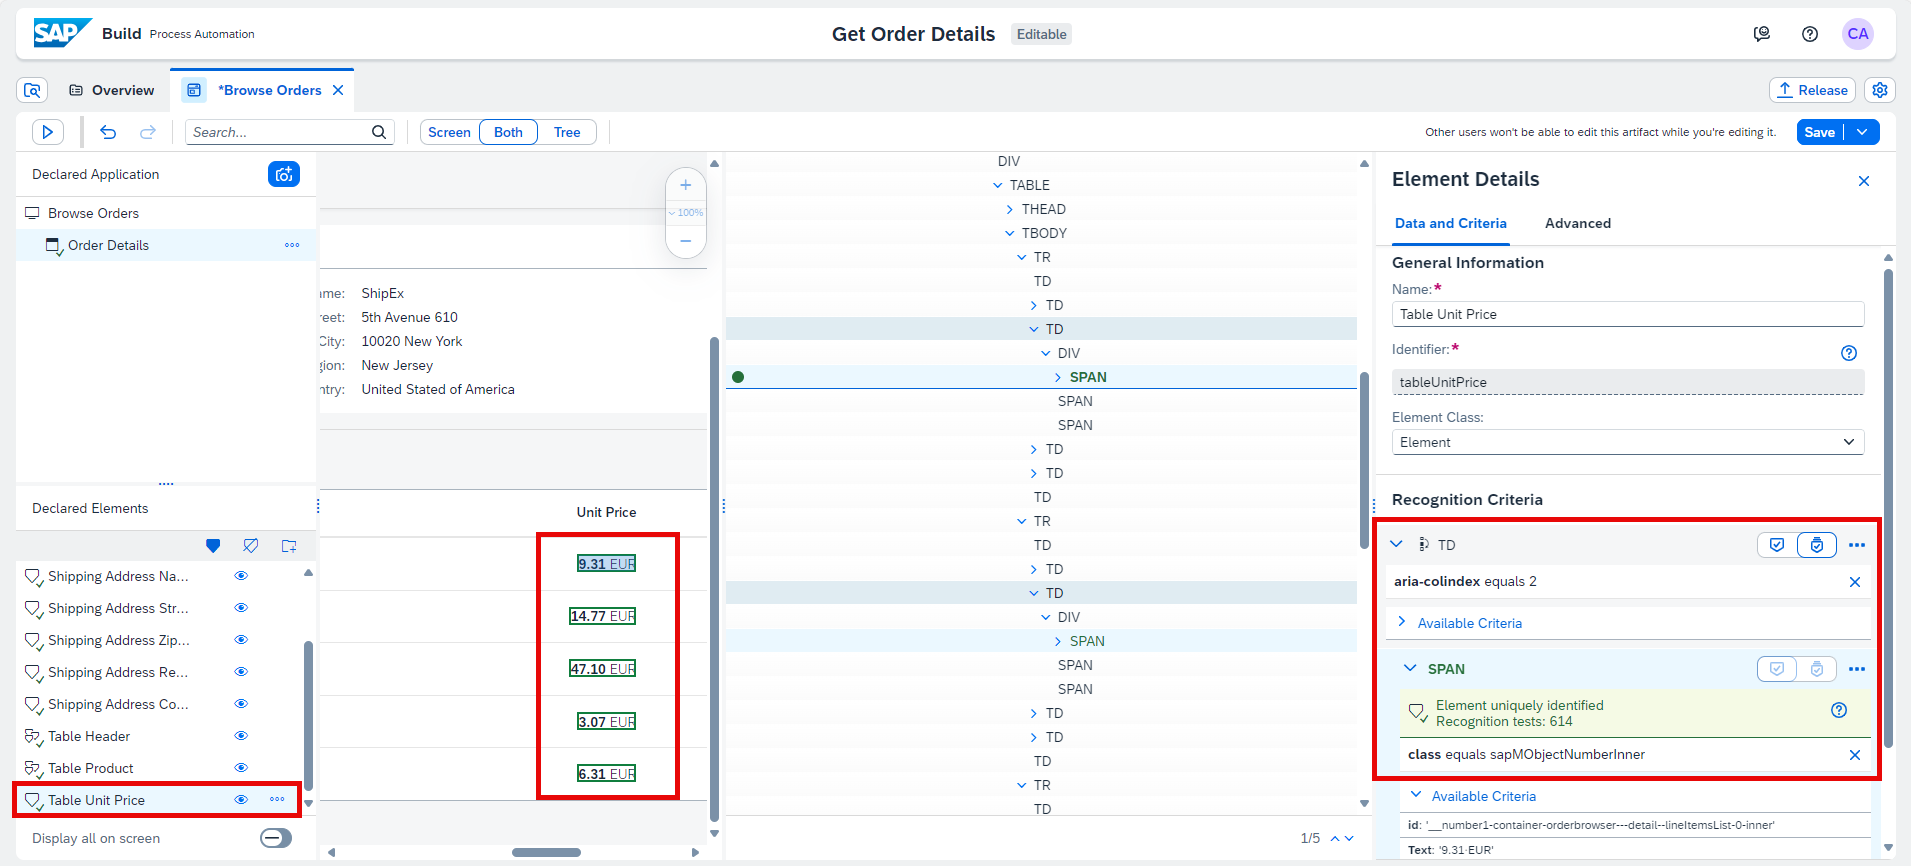 SAP Build Process Automation
Get Order Details Editable
CA
Overview
*Browse Orders
Release
Search...
Screen Both Tree
Other users won't be able to edit this artifact while you're editing it.
Save
Declared Application
Browse Orders
Order Details
Declared Elements
Shipping Address Na...
Shipping Address Str...
Shipping Address Zip...
Shipping Address Re...
Shipping Address Co...
Table Header
Table Product
Table Unit Price
Display all on screen
100%
ame: ShipEx
reet: 5th Avenue 610
City: 10020 New York
gion: New Jersey
ntry: United Stated of America
Unit Price
9.31 EUR
14.77 EUR
47.10 EUR
3.07 EUR
6.31 EUR
DIV
TABLE
THEAD
TBODY
TR
TD
TD
TD
DIV
SPAN
SPAN
SPAN
TD
TD
TD
TR
TD
TD
TD
DIV
SPAN
SPAN
SPAN
TD
TD
TD
TR
TD
1/5
Element Details
Data and Criteria Advanced
General Information
Name:*
Table Unit Price
Identifier:*
tableUnitPrice
Element Class:
Element
Recognition Criteria
TD
aria-colindex equals 2
Available Criteria
SPAN
Element uniquely identified
Recognition tests: 614
class equals sapMObjectNumberInner
Available Criteria
id: '__number1-container-orderbrowser---detail--lineItemsList-0-inner'
Text: '9.31·EUR'